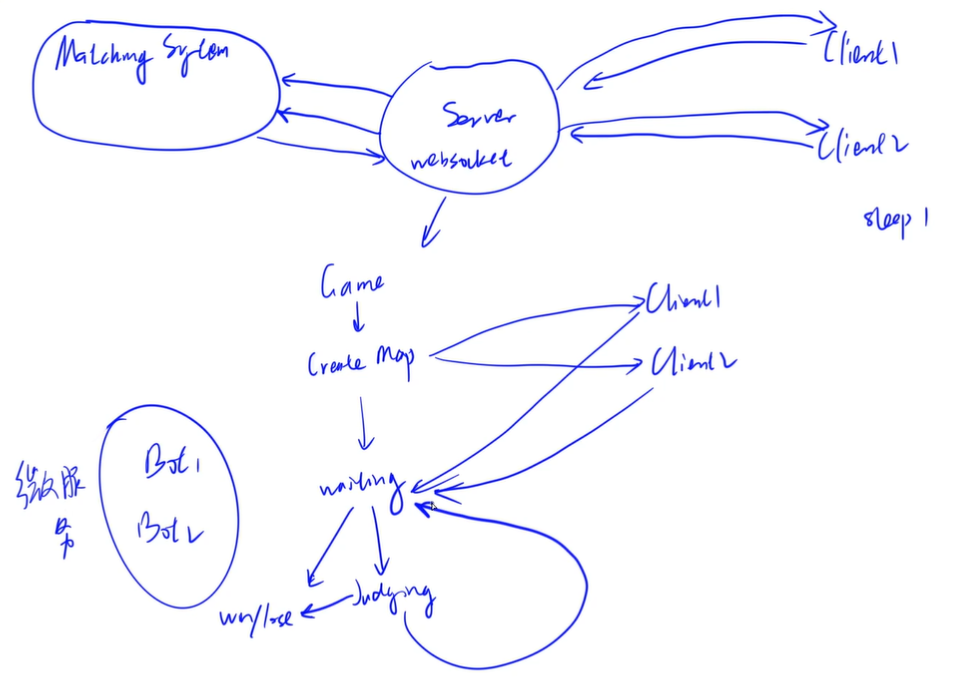 Matching System
Server
websocket
Client1
Client2
sleep 1
Game
Create Map
Client1
Client2
waiting
Judging
win/lose
微服
务
Bot1
Bot2